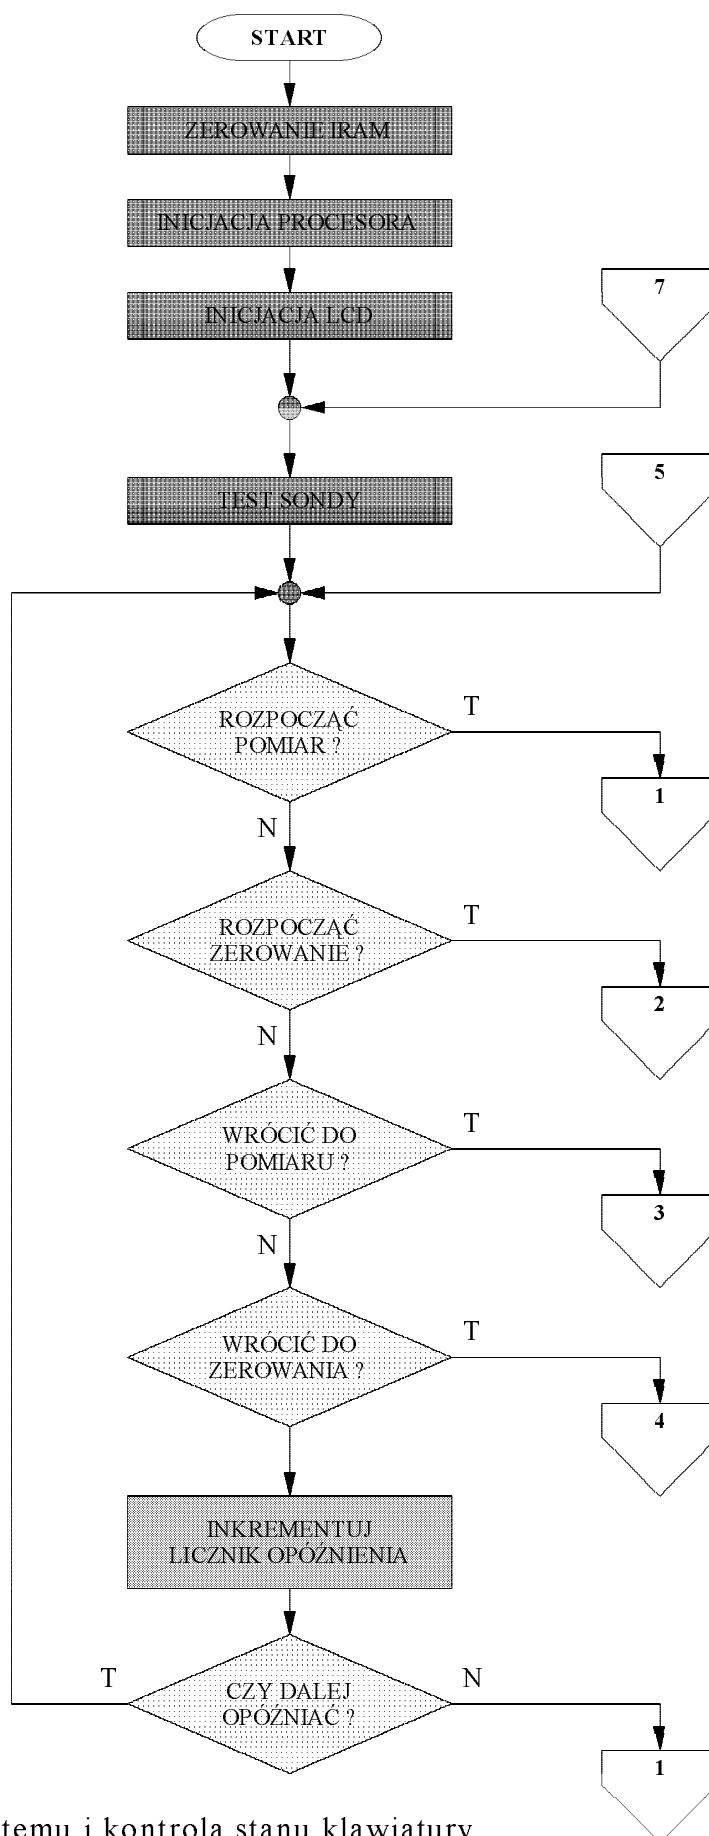 START
ZEROWANIE IRAM
INICJACJA PROCESORA
INICJACJA LCD
7
TEST SONDY
5
ROZPOCZĄĆ
POMIAR ?
T
1
N
ROZPOCZĄĆ
ZEROWANIE ?
T
2
N
WRÓCIĆ DO
POMIARU ?
T
3
N
WRÓCIĆ DO
ZEROWANIA ?
T
4
INKREMENTUJ
LICZNIK OPÓŹNIENIA
T
CZY DALEJ
OPÓŹNIAĆ ?
N
1
temu i kontrola stanu klawiatury